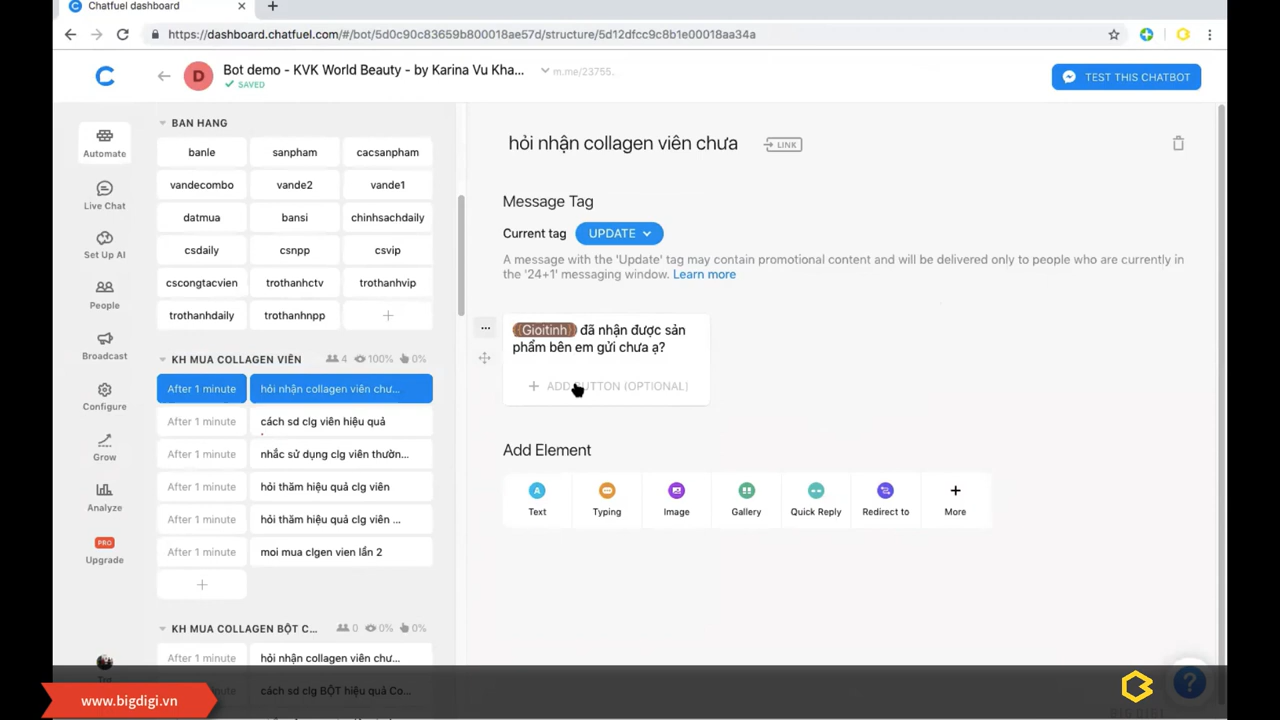 Chatfuel dashboard
https://dashboard.chatfuel.com/#/bot/5d0c90c83659b800018ae57d/structure/5d12dfcc9c8b1e00018aa34a
D
Bot demo - KVK World Beauty - by Karina Vu Kha...
m.me/23755.
SAVED
TEST THIS CHATBOT
Automate
Live Chat
Set Up AI
People
Broadcast
Configure
Grow
Analyze
PRO
Upgrade
BAN HANG
banle sanpham cacsanpham
vandecombo vande2 vande1
datmua bansi chinhsachdaily
csdaily csnpp csvip
cscongtacvien trothanhctv trothanhvip
trothanhdaily trothanhnpp +
KH MUA COLLAGEN VIÊN 4 100% 0%
After 1 minute hỏi nhận collagen viên chư...
After 1 minute cách sd clg viên hiệu quả
After 1 minute nhắc sử dụng clg viên thườn...
After 1 minute hỏi thăm hiệu quả clg viên
After 1 minute hỏi thăm hiệu quả clg viên ...
After 1 minute moi mua clgen vien lần 2
+
KH MUA COLLAGEN BỘT C... 0 0% 0%
After 1 minute hỏi nhận collagen viên chư...
cách sd clg BỘT hiệu quả Co...
hỏi nhận collagen viên chưa
LINK
Message Tag
Current tag UPDATE
A message with the 'Update' tag may contain promotional content and will be delivered only to people who are currently in
the '24+1' messaging window. Learn more
{{Gioitinh}} đã nhận được sản
phẩm bên em gửi chưa ạ?
+ ADD BUTTON (OPTIONAL)
Add Element
A
Text Typing Image Gallery Quick Reply Redirect to More
?
www.bigdigi.vn
BIG DIGI